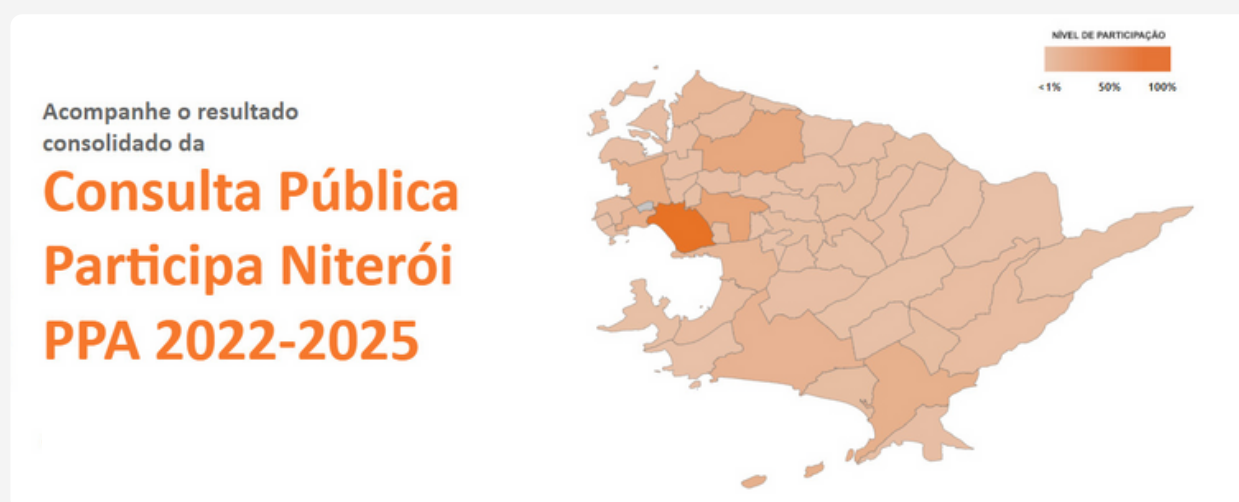 Acompanhe o resultado
consolidado da
Consulta Pública
Participa Niterói
PPA 2022-2025
NÍVEL DE PARTICIPAÇÃO
<1% 50% 100%